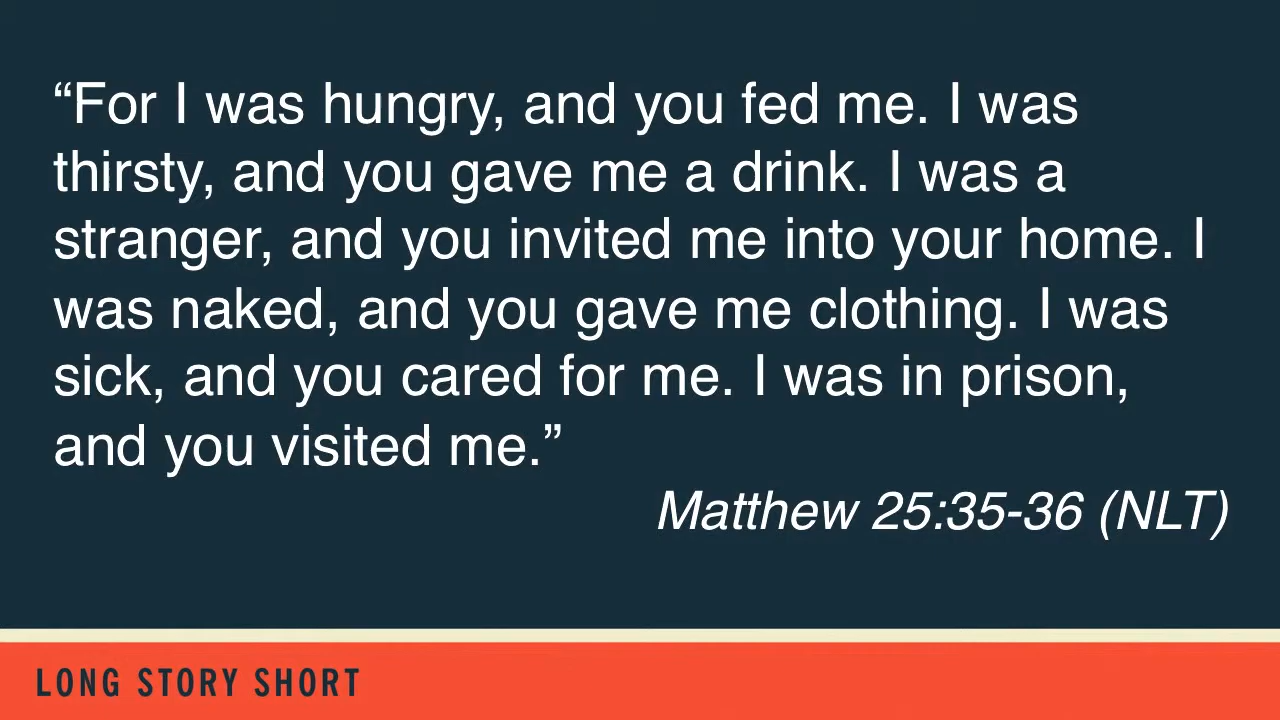 “For I was hungry, and you fed me. I was
thirsty, and you gave me a drink. I was a
stranger, and you invited me into your home. I
was naked, and you gave me clothing. I was
sick, and you cared for me. I was in prison,
and you visited me.”
Matthew 25:35-36 (NLT)
LONG STORY SHORT